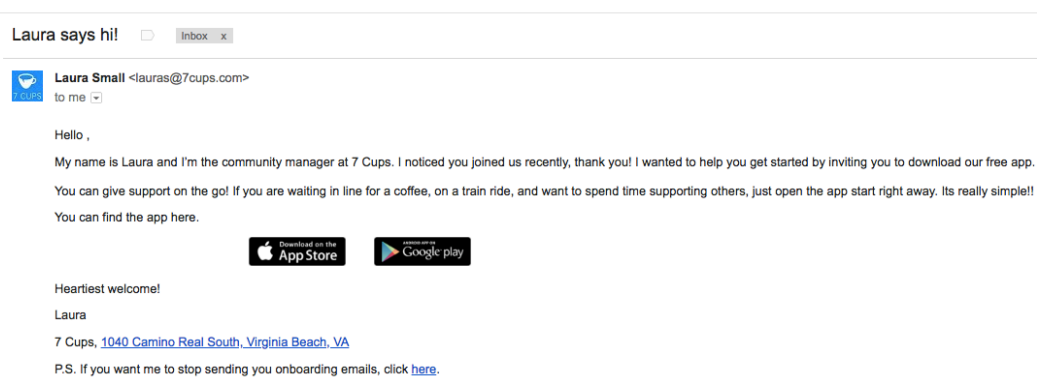 Laura says hi!
Inbox x
Laura Small <lauras@7cups.com>
7 CUPS
to me
Hello ,
My name is Laura and I'm the community manager at 7 Cups. I noticed you joined us recently, thank you! I wanted to help you get started by inviting you to download our free app.
You can give support on the go! If you are waiting in line for a coffee, on a train ride, and want to spend time supporting others, just open the app start right away. Its really simple!!
You can find the app here.
Download on the
App Store
ANDROID APP ON
Google play
Heartiest welcome!
Laura
7 Cups, 1040 Camino Real South, Virginia Beach, VA
P.S. If you want me to stop sending you onboarding emails, click here.